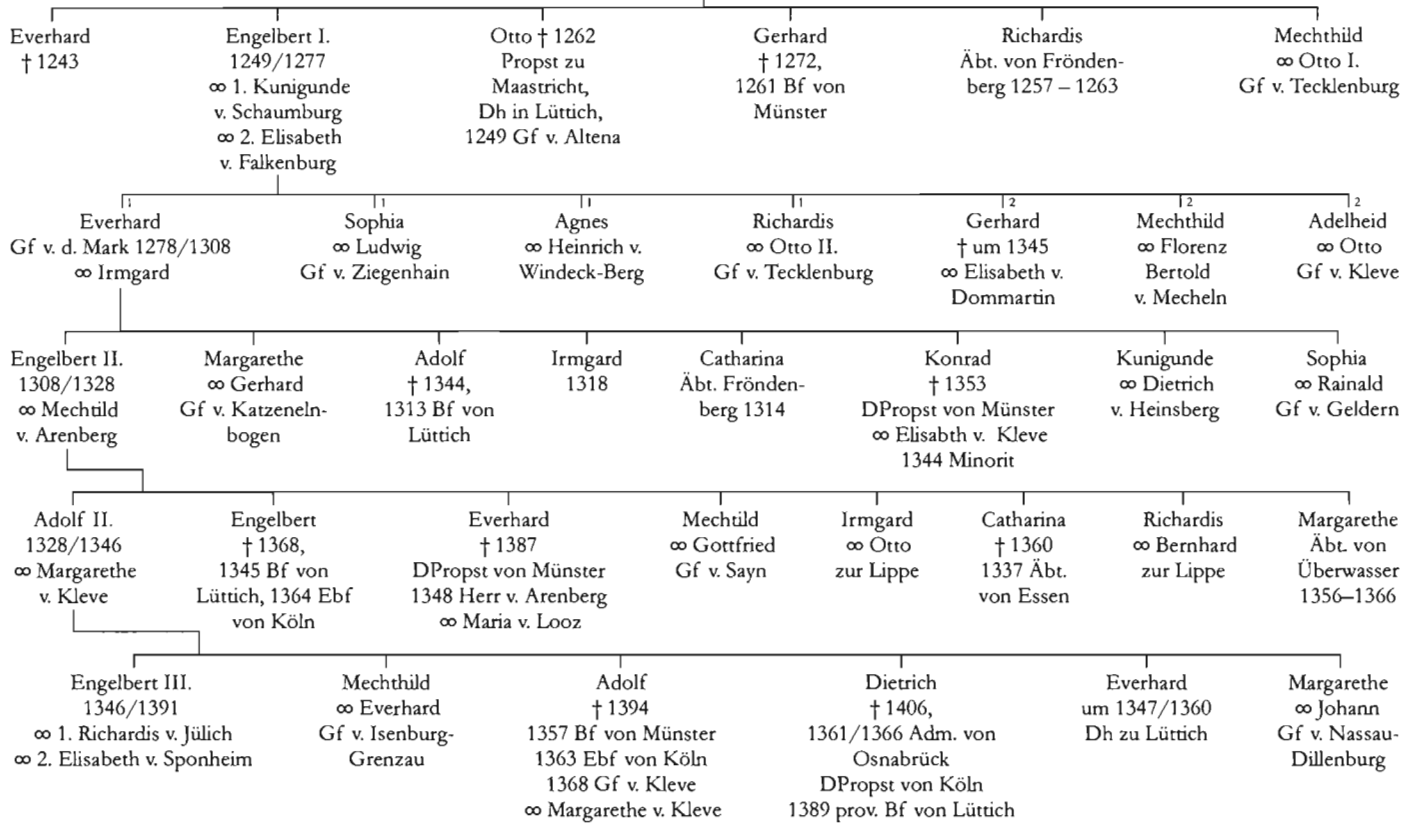 Everhard
† 1243
Engelbert I.
1249/1277
∞ 1. Kunigunde
v. Schaumburg
∞ 2. Elisabeth
v. Falkenburg
Otto † 1262
Propst zu
Maastricht,
Dh in Lüttich,
1249 Gf v. Altena
Gerhard
† 1272,
1261 Bf von
Münster
Richardis
Äbt. von Frönden-
berg 1257 – 1263
Mechthild
∞ Otto I.
Gf v. Tecklenburg
1
Everhard
Gf v. d. Mark 1278/1308
∞ Irmgard
1
Sophia
∞ Ludwig
Gf v. Ziegenhain
1
Agnes
∞ Heinrich v.
Windeck-Berg
1
Richardis
∞ Otto II.
Gf v. Tecklenburg
2
Gerhard
† um 1345
∞ Elisabeth v.
Dommartin
2
Mechthild
∞ Florenz
Bertold
v. Mecheln
2
Adelheid
∞ Otto
Gf v. Kleve
Engelbert II.
1308/1328
∞ Mechtild
v. Arenberg
Margarethe
∞ Gerhard
Gf v. Katzeneln-
bogen
Adolf
† 1344,
1313 Bf von
Lüttich
Irmgard
1318
Catharina
Äbt. Frönden-
berg 1314
Konrad
† 1353
DPropst von Münster
∞ Elisabth v. Kleve
1344 Minorit
Kunigunde
∞ Dietrich
v. Heinsberg
Sophia
∞ Rainald
Gf v. Geldern
Adolf II.
1328/1346
∞ Margarethe
v. Kleve
Engelbert
† 1368,
1345 Bf von
Lüttich, 1364 Ebf
von Köln
Everhard
† 1387
DPropst von Münster
1348 Herr v. Arenberg
∞ Maria v. Looz
Mechtild
∞ Gottfried
Gf v. Sayn
Irmgard
∞ Otto
zur Lippe
Catharina
† 1360
1337 Äbt.
von Essen
Richardis
∞ Bernhard
zur Lippe
Margarethe
Äbt. von
Überwasser
1356–1366
Engelbert III.
1346/1391
∞ 1. Richardis v. Jülich
∞ 2. Elisabeth v. Sponheim
Mechthild
∞ Everhard
Gf v. Isenburg-
Grenzau
Adolf
† 1394
1357 Bf von Münster
1363 Ebf von Köln
1368 Gf v. Kleve
∞ Margarethe v. Kleve
Dietrich
† 1406,
1361/1366 Adm. von
Osnabrück
DPropst von Köln
1389 prov. Bf von Lüttich
Everhard
um 1347/1360
Dh zu Lüttich
Margarethe
∞ Johann
Gf v. Nassau-
Dillenburg